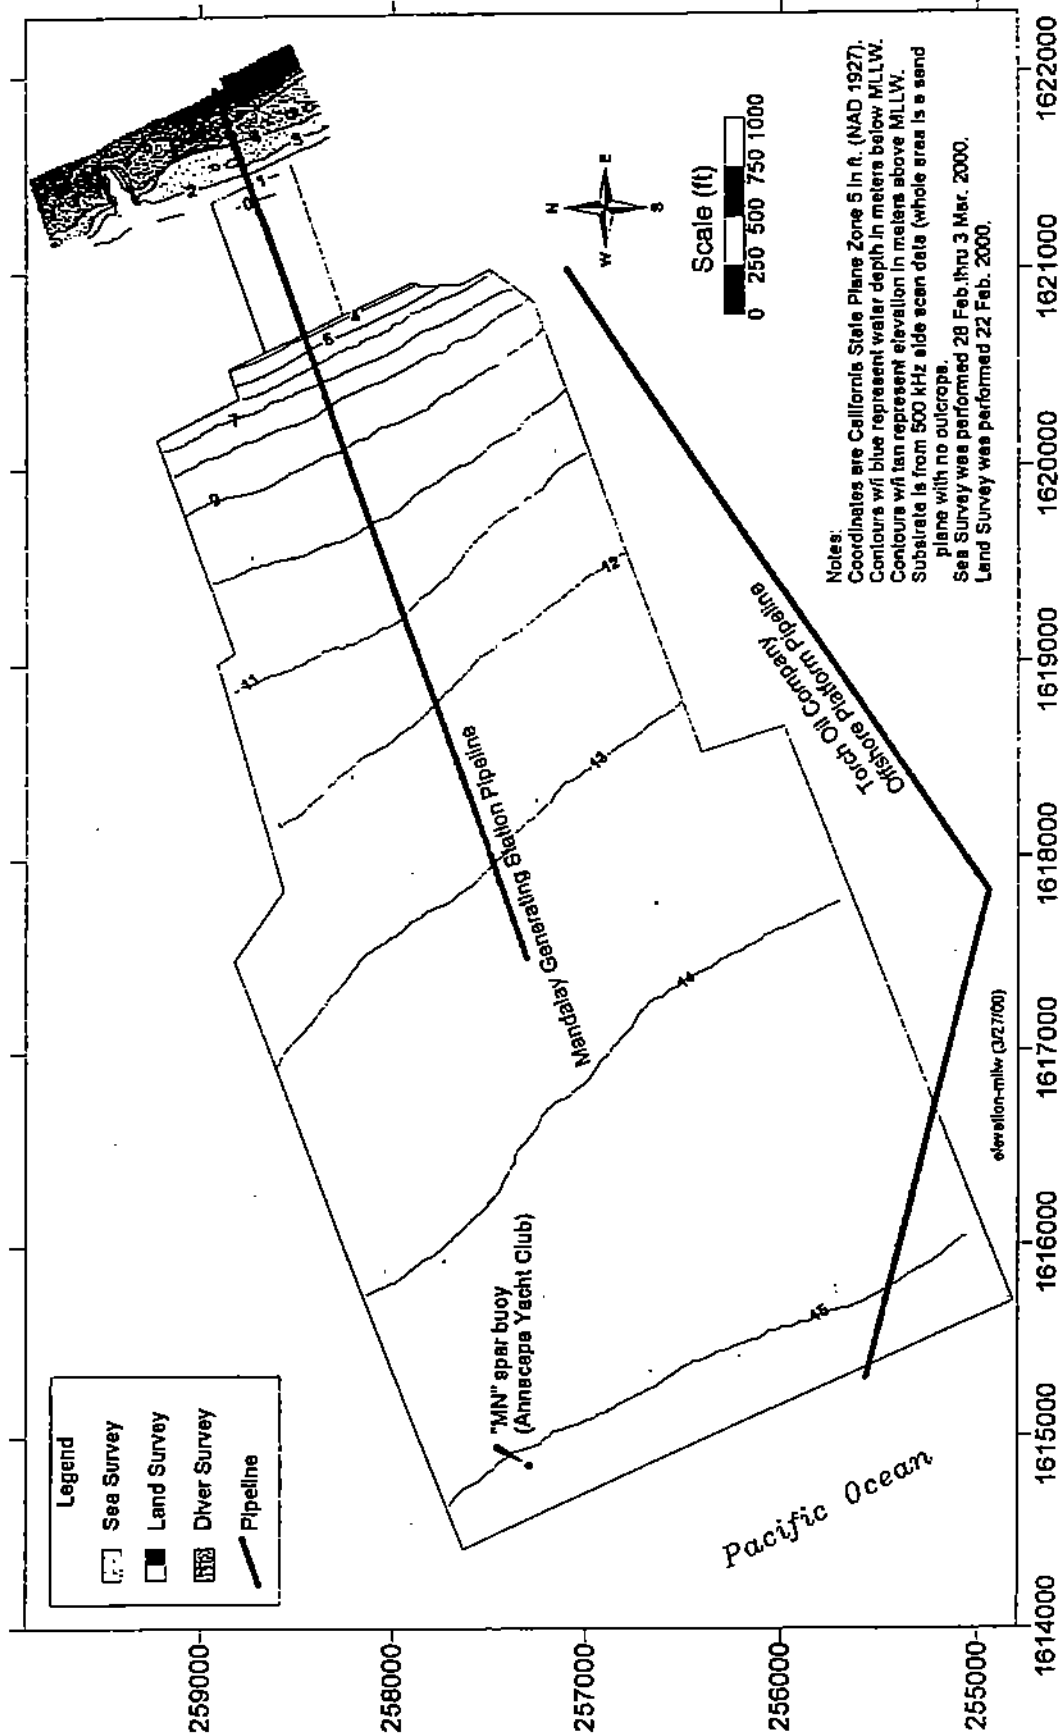 Legend
Sea Survey
Land Survey
Diver Survey
Pipeline
"MN" spar buoy
(Annacapa Yacht Club)
Pacific Ocean
Mandalay Generating Station Pipeline
Torch Oil Company
Offshore Platform Pipeline
elevation-mllw (3/27/00)
N
W
E
S
Scale (ft)
0 250 500 750 1000
Notes:
Coordinates are California State Plane Zone 5 in ft. (NAD 1927).
Contours w/i blue represent water depth in meters below MLLW.
Contours w/i tan represent elevation in meters above MLLW.
Substrate is from 500 kHz side scan data (whole area is a sand
plane with no outcrops.
Sea Survey was performed 28 Feb.thru 3 Mar. 2000.
Land Survey was performed 22 Feb. 2000.
15
14
13
12
11
9
7
5
4
0
1
2
259000
258000
257000
256000
255000
1614000
1615000
1616000
1617000
1618000
1619000
1620000
1621000
1622000